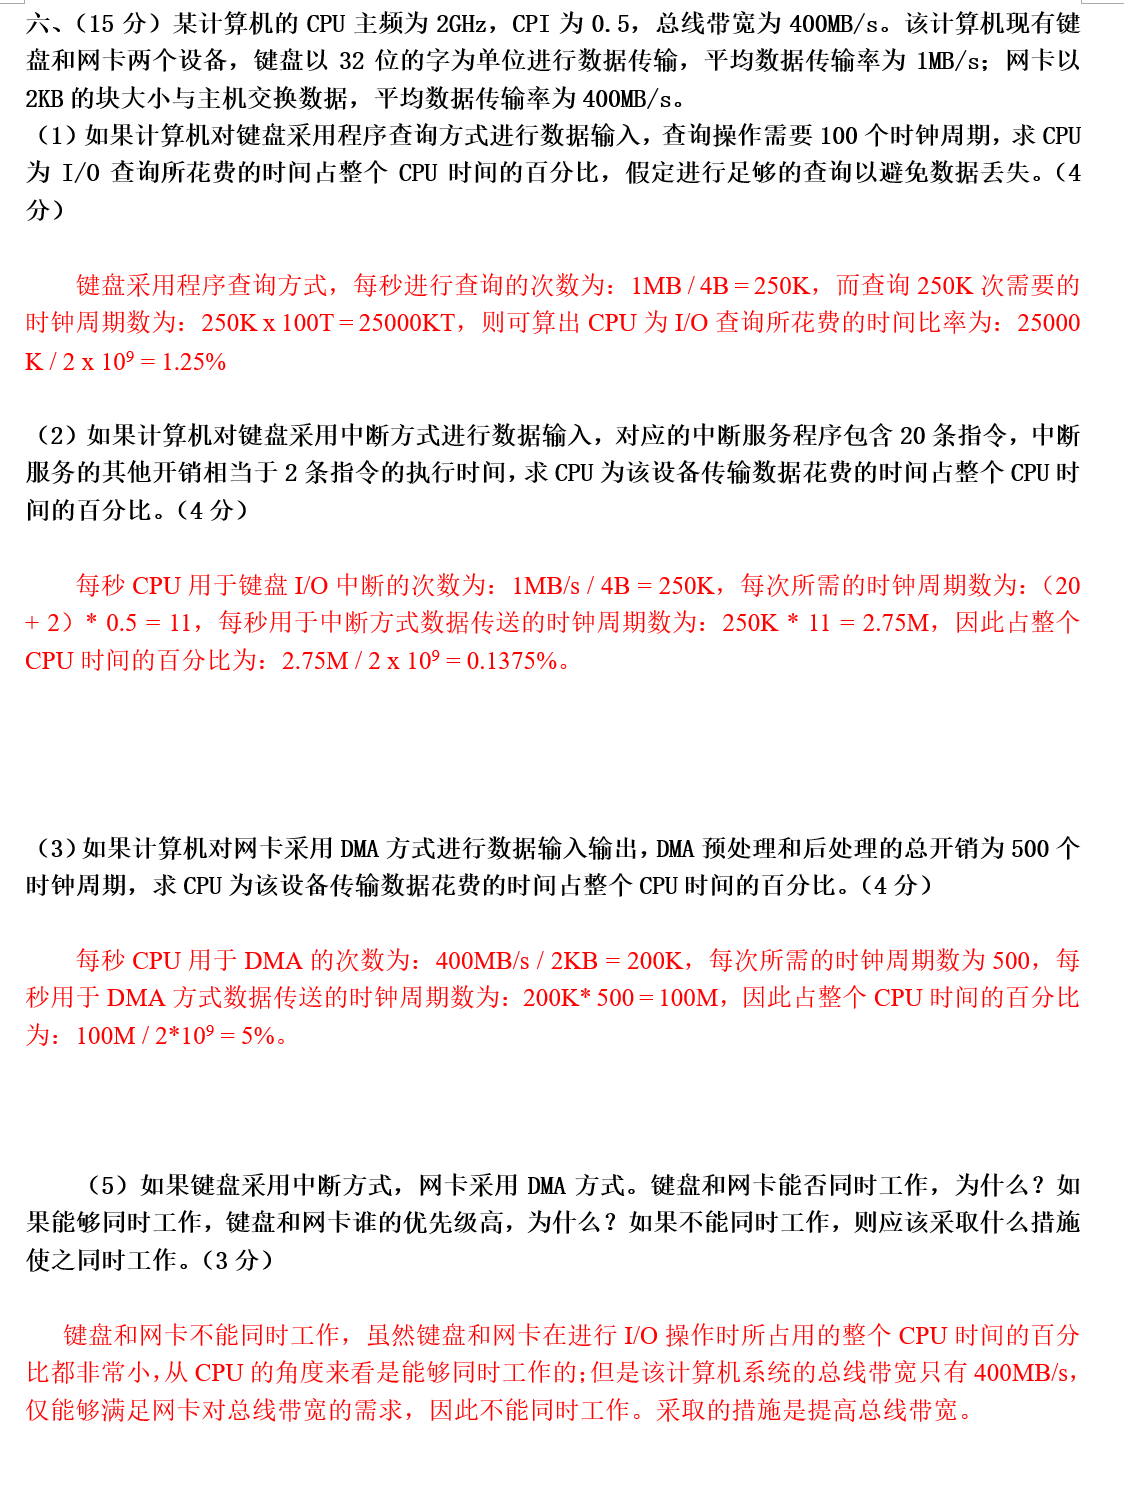 六、（15 分）某计算机的 CPU 主频为 2GHz，CPI 为 0.5，总线带宽为 400MB/s。该计算机现有键
盘和网卡两个设备，键盘以 32 位的字为单位进行数据传输，平均数据传输率为 1MB/s；网卡以
2KB 的块大小与主机交换数据，平均数据传输率为 400MB/s。
（1）如果计算机对键盘采用程序查询方式进行数据输入，查询操作需要 100 个时钟周期，求 CPU
为 I/O 查询所花费的时间占整个 CPU 时间的百分比，假定进行足够的查询以避免数据丢失。（4
分）
键盘采用程序查询方式，每秒进行查询的次数为：1MB / 4B = 250K，而查询 250K 次需要的
时钟周期数为：250K x 100T = 25000KT，则可算出 CPU 为 I/O 查询所花费的时间比率为：25000
K / 2 x 10⁹ = 1.25%
（2）如果计算机对键盘采用中断方式进行数据输入，对应的中断服务程序包含 20 条指令，中断
服务的其他开销相当于 2 条指令的执行时间，求 CPU 为该设备传输数据花费的时间占整个 CPU 时
间的百分比。（4 分）
每秒 CPU 用于键盘 I/O 中断的次数为：1MB/s / 4B = 250K，每次所需的时钟周期数为：（20
+ 2）* 0.5 = 11，每秒用于中断方式数据传送的时钟周期数为：250K * 11 = 2.75M，因此占整个
CPU 时间的百分比为：2.75M / 2 x 10⁹ = 0.1375%。
（3）如果计算机对网卡采用 DMA 方式进行数据输入输出，DMA 预处理和后处理的总开销为 500 个
时钟周期，求 CPU 为该设备传输数据花费的时间占整个 CPU 时间的百分比。（4 分）
每秒 CPU 用于 DMA 的次数为：400MB/s / 2KB = 200K，每次所需的时钟周期数为 500，每
秒用于 DMA 方式数据传送的时钟周期数为：200K* 500 = 100M，因此占整个 CPU 时间的百分比
为：100M / 2*10⁹ = 5%。
（5）如果键盘采用中断方式，网卡采用 DMA 方式。键盘和网卡能否同时工作，为什么？如
果能够同时工作，键盘和网卡谁的优先级高，为什么？如果不能同时工作，则应该采取什么措施
使之同时工作。（3 分）
键盘和网卡不能同时工作，虽然键盘和网卡在进行 I/O 操作时所占用的整个 CPU 时间的百分
比都非常小，从 CPU 的角度来看是能够同时工作的；但是该计算机系统的总线带宽只有 400MB/s，
仅能够满足网卡对总线带宽的需求，因此不能同时工作。采取的措施是提高总线带宽。